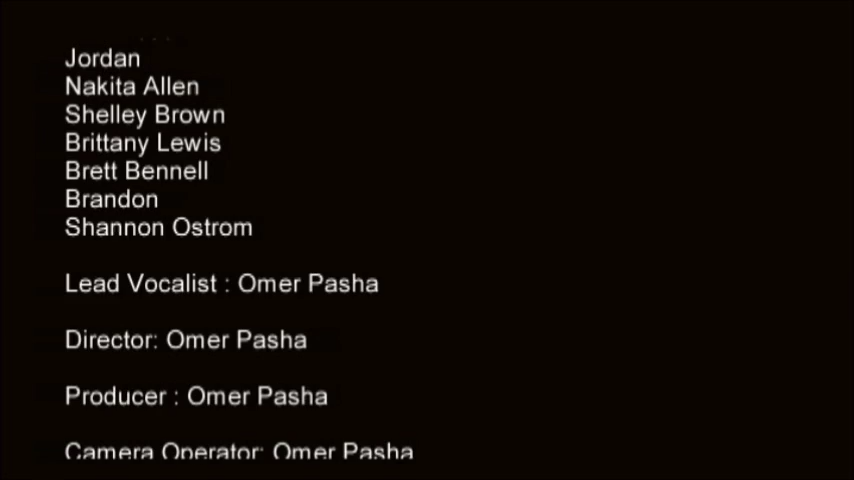 Jordan
Nakita Allen
Shelley Brown
Brittany Lewis
Brett Bennell
Brandon
Shannon Ostrom
Lead Vocalist : Omer Pasha
Director: Omer Pasha
Producer : Omer Pasha
Camera Operator: Omer Pasha